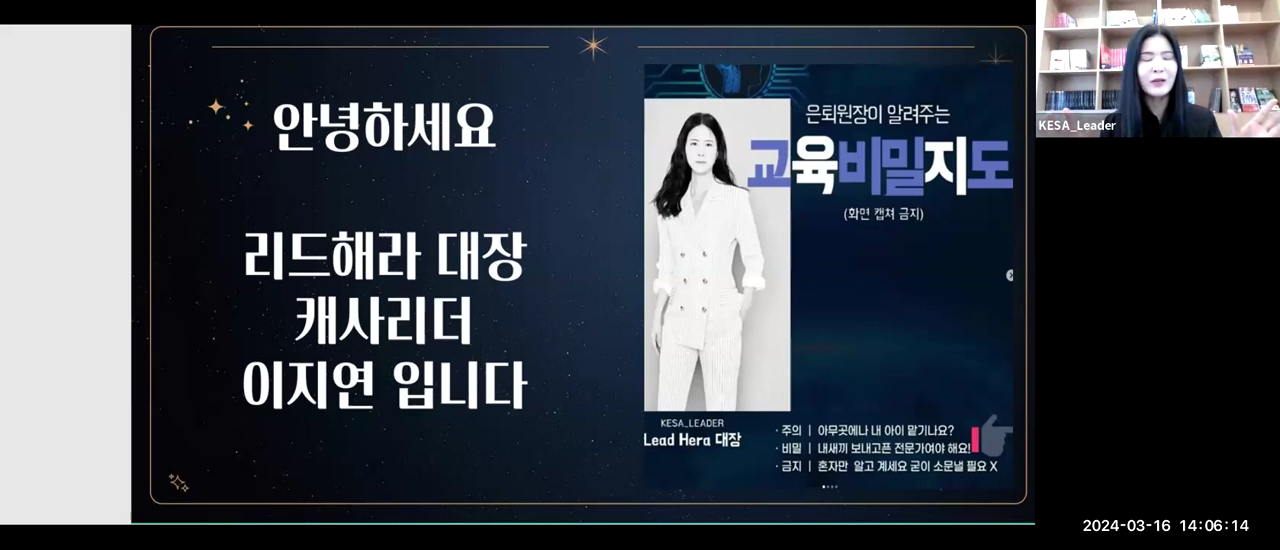 안녕하세요
리드해라 대장
캐사리더
이지연 입니다
은퇴원장이 알려주는
교육비밀지도
(화면 캡쳐 금지)
KESA_LEADER
Lead Hera 대장
· 주의 | 아무곳에나 내 아이 맡기나요?
· 비밀 | 내새끼 보내고픈 전문가여야 해요!
· 금지 | 혼자만 알고 계세요 굳이 소문낼 필요 X
KESA_Leader
2024-03-16 14:06:14